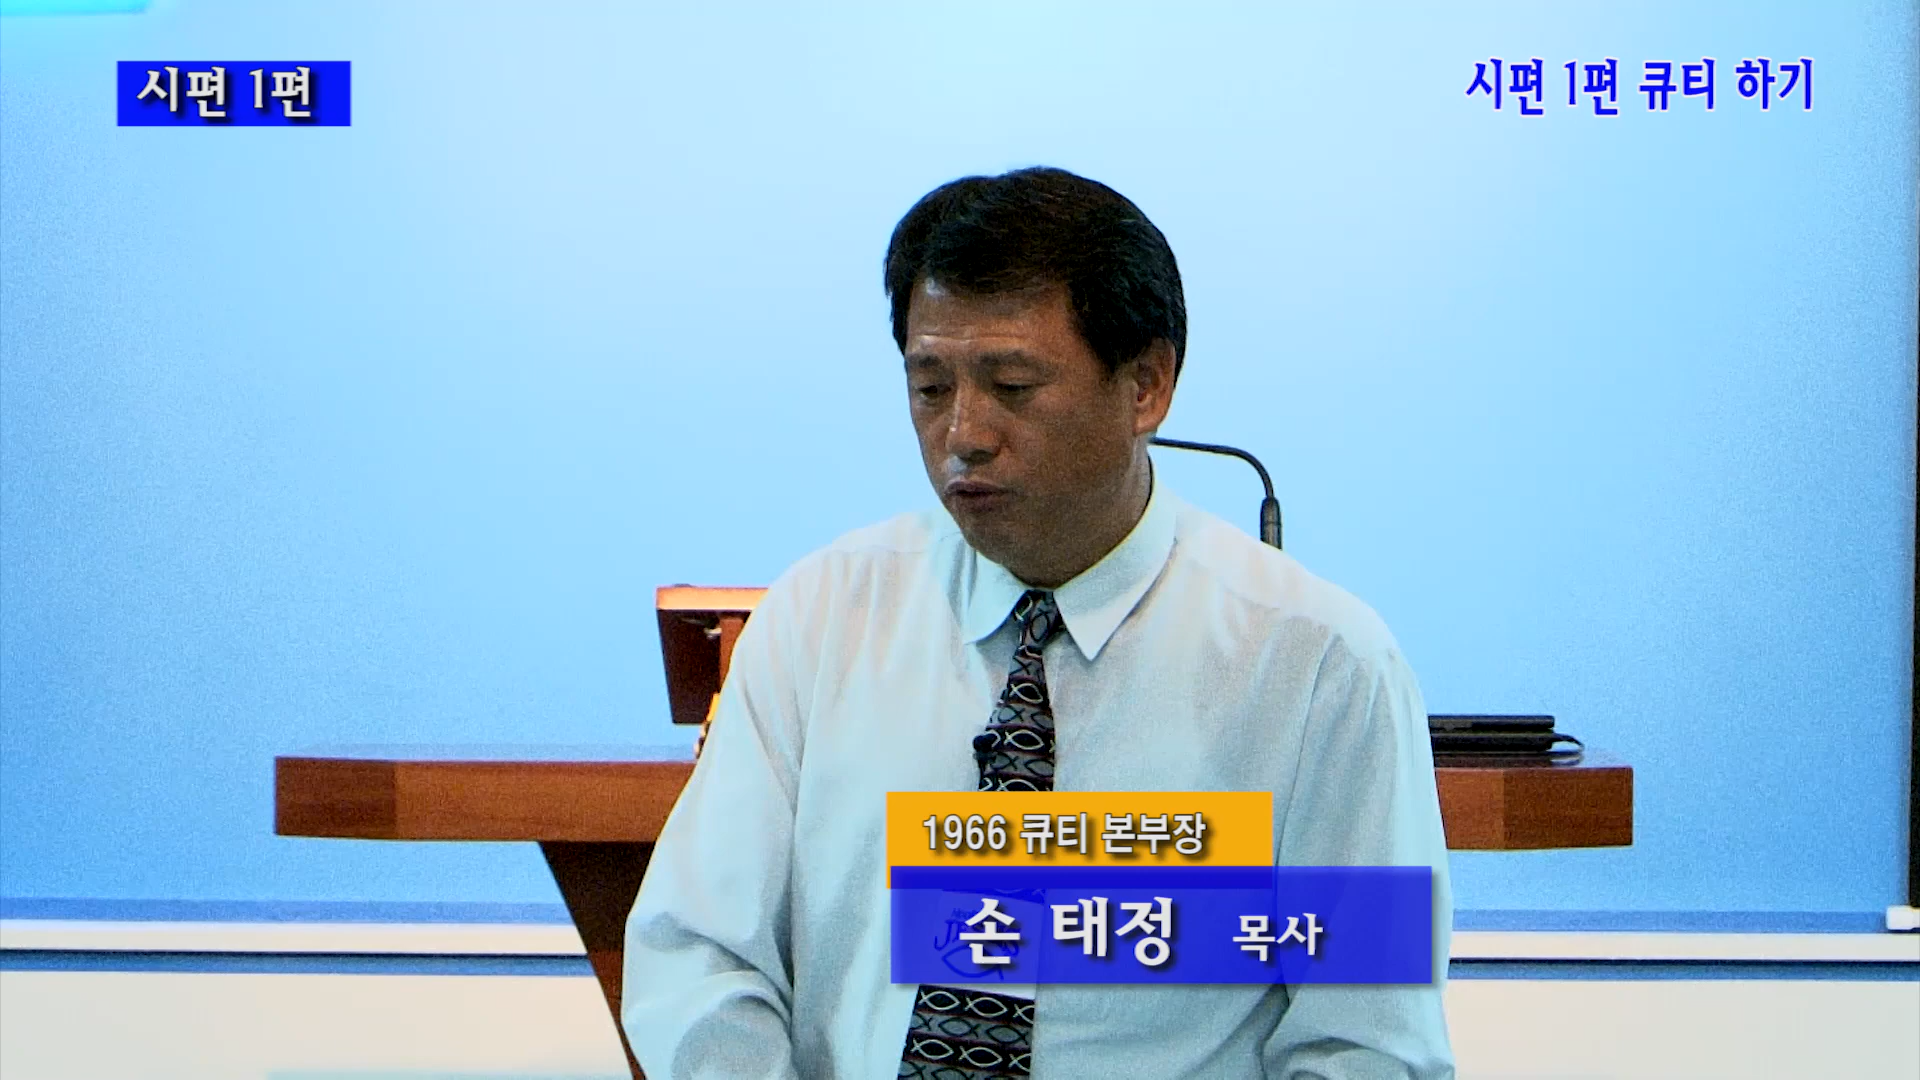 시편 1편
시편 1편 큐티 하기
1966 큐티 본부장
손 태정 목사